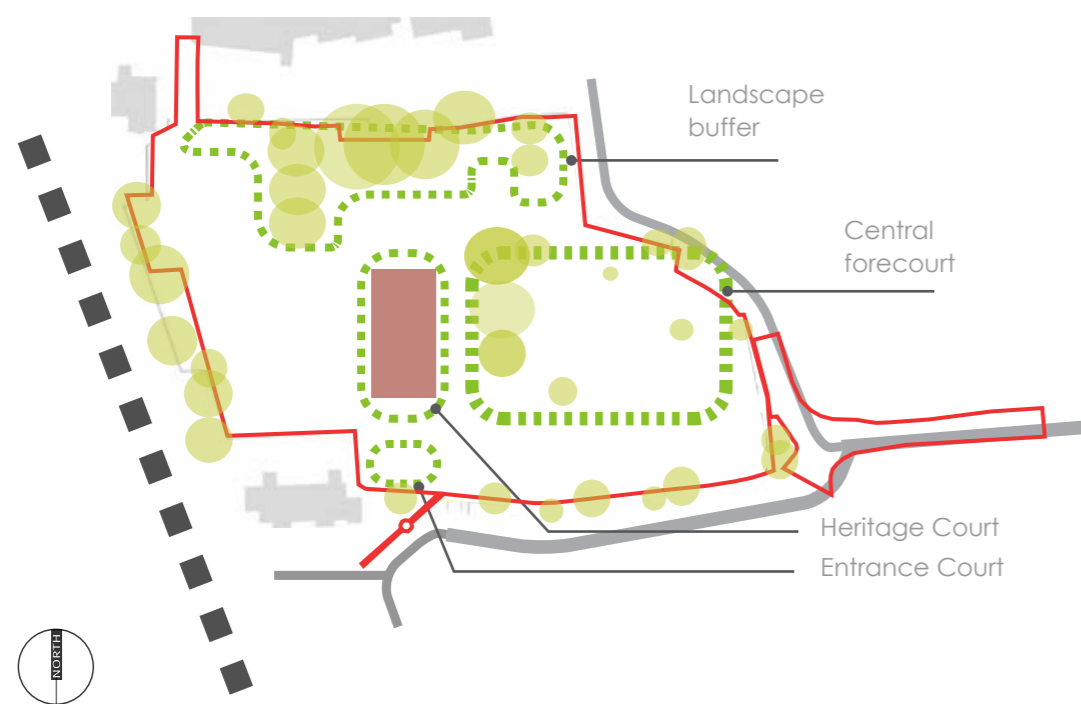 Landscape
buffer
Central
forecourt
Heritage Court
Entrance Court
NORTH